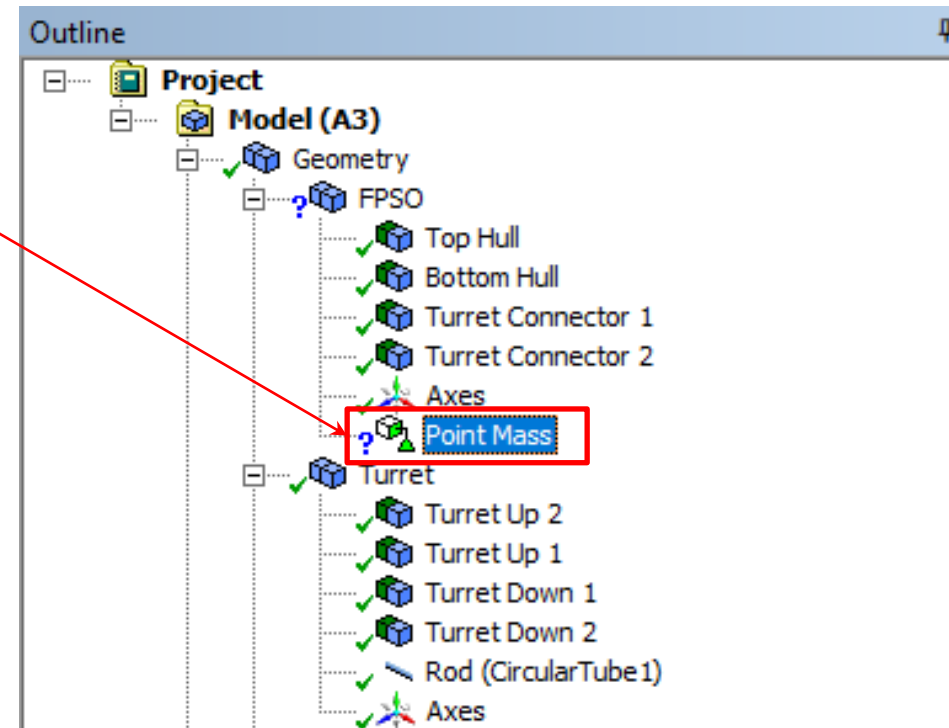 Outline
Project
Model (A3)
Geometry
? FPSO
Top Hull
Bottom Hull
Turret Connector 1
Turret Connector 2
Axes
? Point Mass
Turret
Turret Up 2
Turret Up 1
Turret Down 1
Turret Down 2
Rod (CircularTube1)
Axes